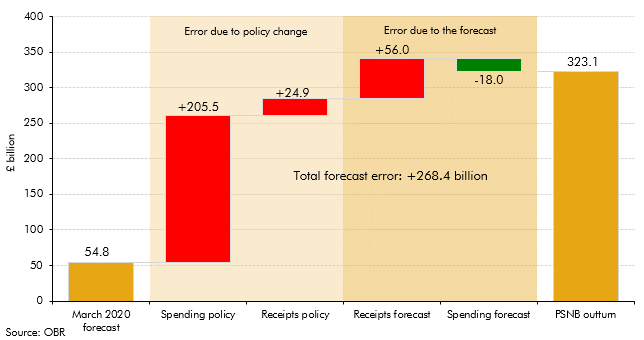 400
350
300
250
200
150
100
50
0
£ billion
Error due to policy change
Error due to the forecast
54.8
+205.5
+24.9
+56.0
-18.0
323.1
Total forecast error: +268.4 billion
March 2020
forecast
Spending policy
Receipts policy
Receipts forecast
Spending forecast
PSNB outturn
Source: OBR